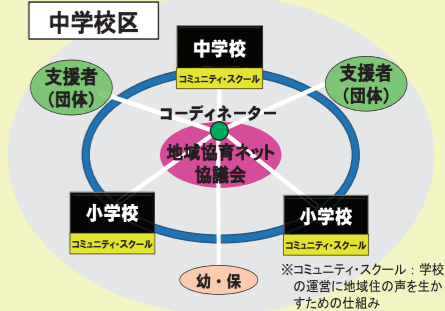 中学校区
中学校
コミュニティ・スクール
支援者
（団体）
支援者
（団体）
コーディネーター
地域協育ネット
協議会
小学校
コミュニティ・スクール
小学校
コミュニティ・スクール
幼・保
※コミュニティ・スクール：学校
の運営に地域住の声を生か
すための仕組み